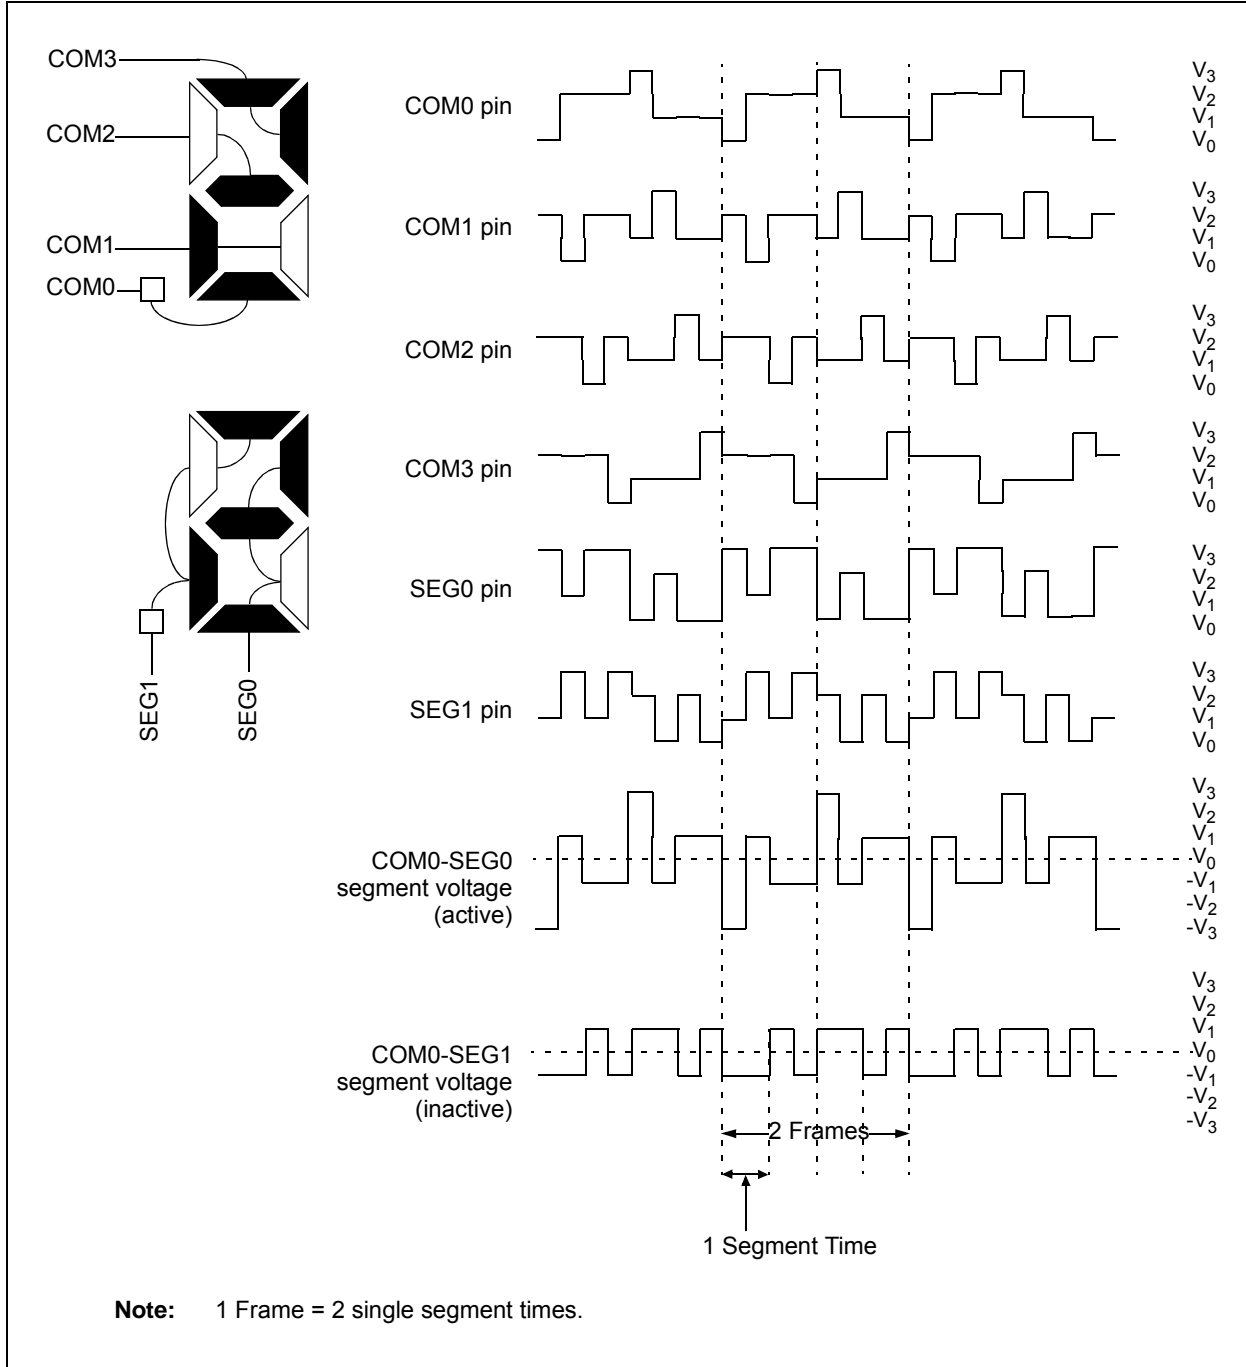 COM3
COM2
COM1
COM0
SEG1
SEG0
COM0 pin
V3
V2
V1
V0
COM1 pin
V3
V2
V1
V0
COM2 pin
V3
V2
V1
V0
COM3 pin
V3
V2
V1
V0
SEG0 pin
V3
V2
V1
V0
SEG1 pin
V3
V2
V1
V0
COM0-SEG0
segment voltage
(active)
V3
V2
V1
V0
-V1
-V2
-V3
COM0-SEG1
segment voltage
(inactive)
V3
V2
V1
V0
-V1
-V2
-V3
2 Frames
1 Segment Time
Note: 1 Frame = 2 single segment times.